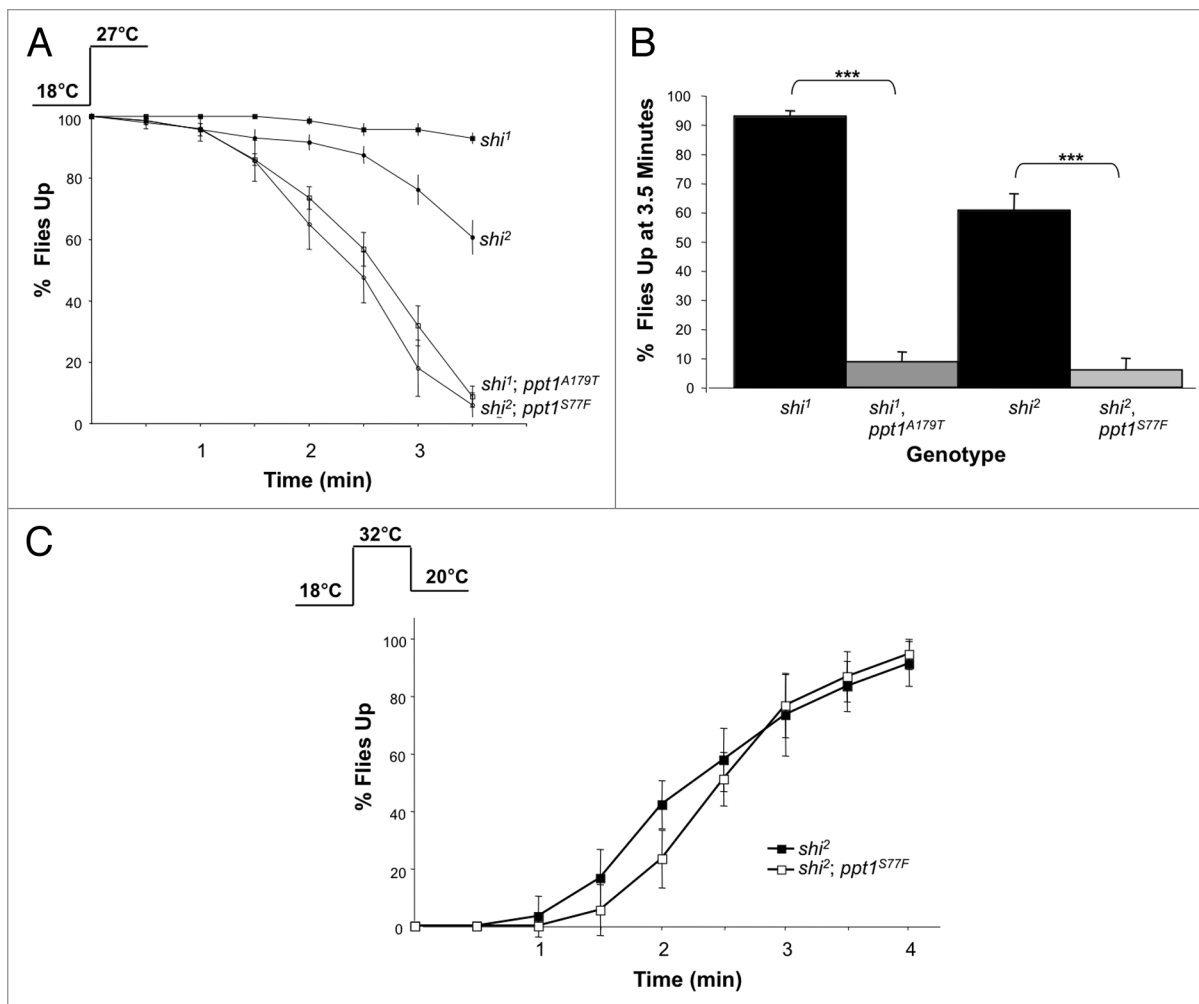 A
27°C
18°C
100
80
60
40
20
0
% Flies Up
shi¹
shi²
shi¹; ppt1ᴬ¹⁷⁹ᵀ
shi²; ppt1ˢ⁷⁷ᶠ
1 2 3
Time (min)
B
***
***
100
90
80
70
60
50
40
30
20
10
0
% Flies Up at 3.5 Minutes
shi¹
shi¹,
ppt1ᴬ¹⁷⁹ᵀ
shi²
shi²,
ppt1ˢ⁷⁷ᶠ
Genotype
C
32°C
18°C
20°C
100
80
60
40
20
0
% Flies Up
shi²
shi²; ppt1ˢ⁷⁷ᶠ
1 2 3 4
Time (min)